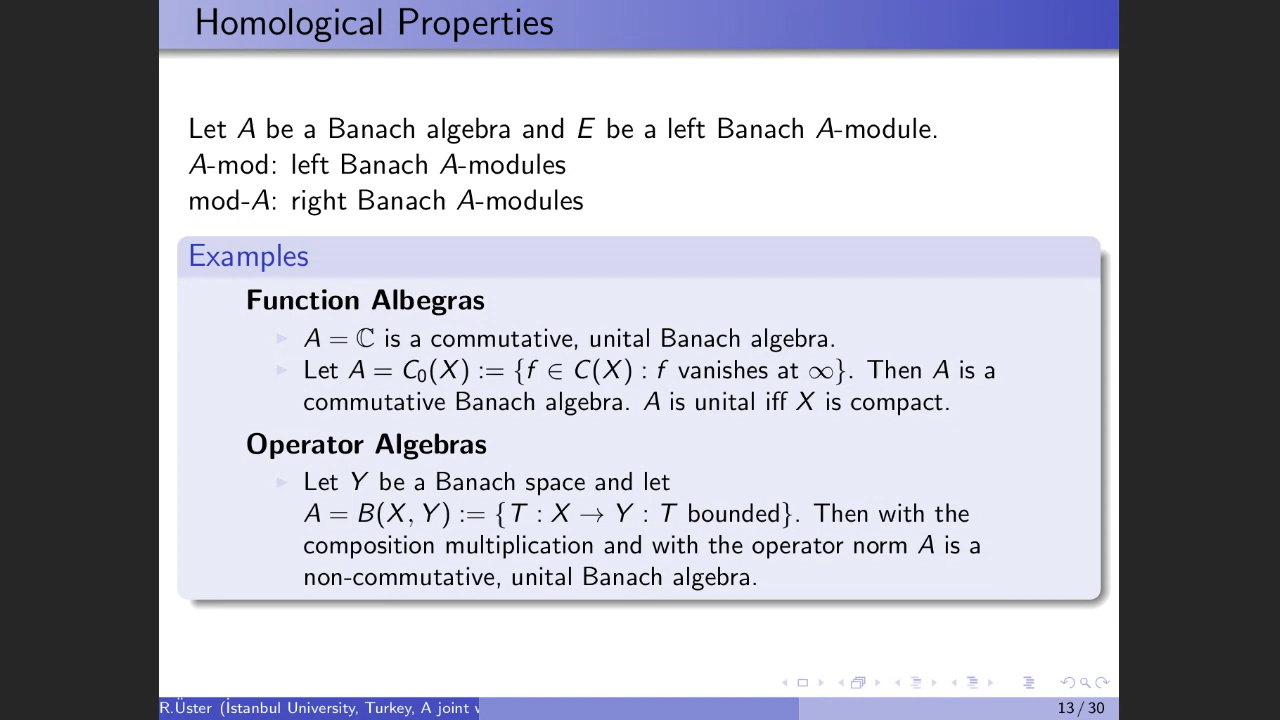 Homological Properties
Let A be a Banach algebra and E be a left Banach A-module.
A-mod: left Banach A-modules
mod-A: right Banach A-modules
Examples
Function Albegras
A = ℂ is a commutative, unital Banach algebra.
Let A = C₀(X) := {f ∈ C(X) : f vanishes at ∞}. Then A is a
commutative Banach algebra. A is unital iff X is compact.
Operator Algebras
Let Y be a Banach space and let
A = B(X, Y) := {T : X → Y : T bounded}. Then with the
composition multiplication and with the operator norm A is a
non-commutative, unital Banach algebra.
R.Üster (İstanbul University, Turkey, A joint
13 / 30